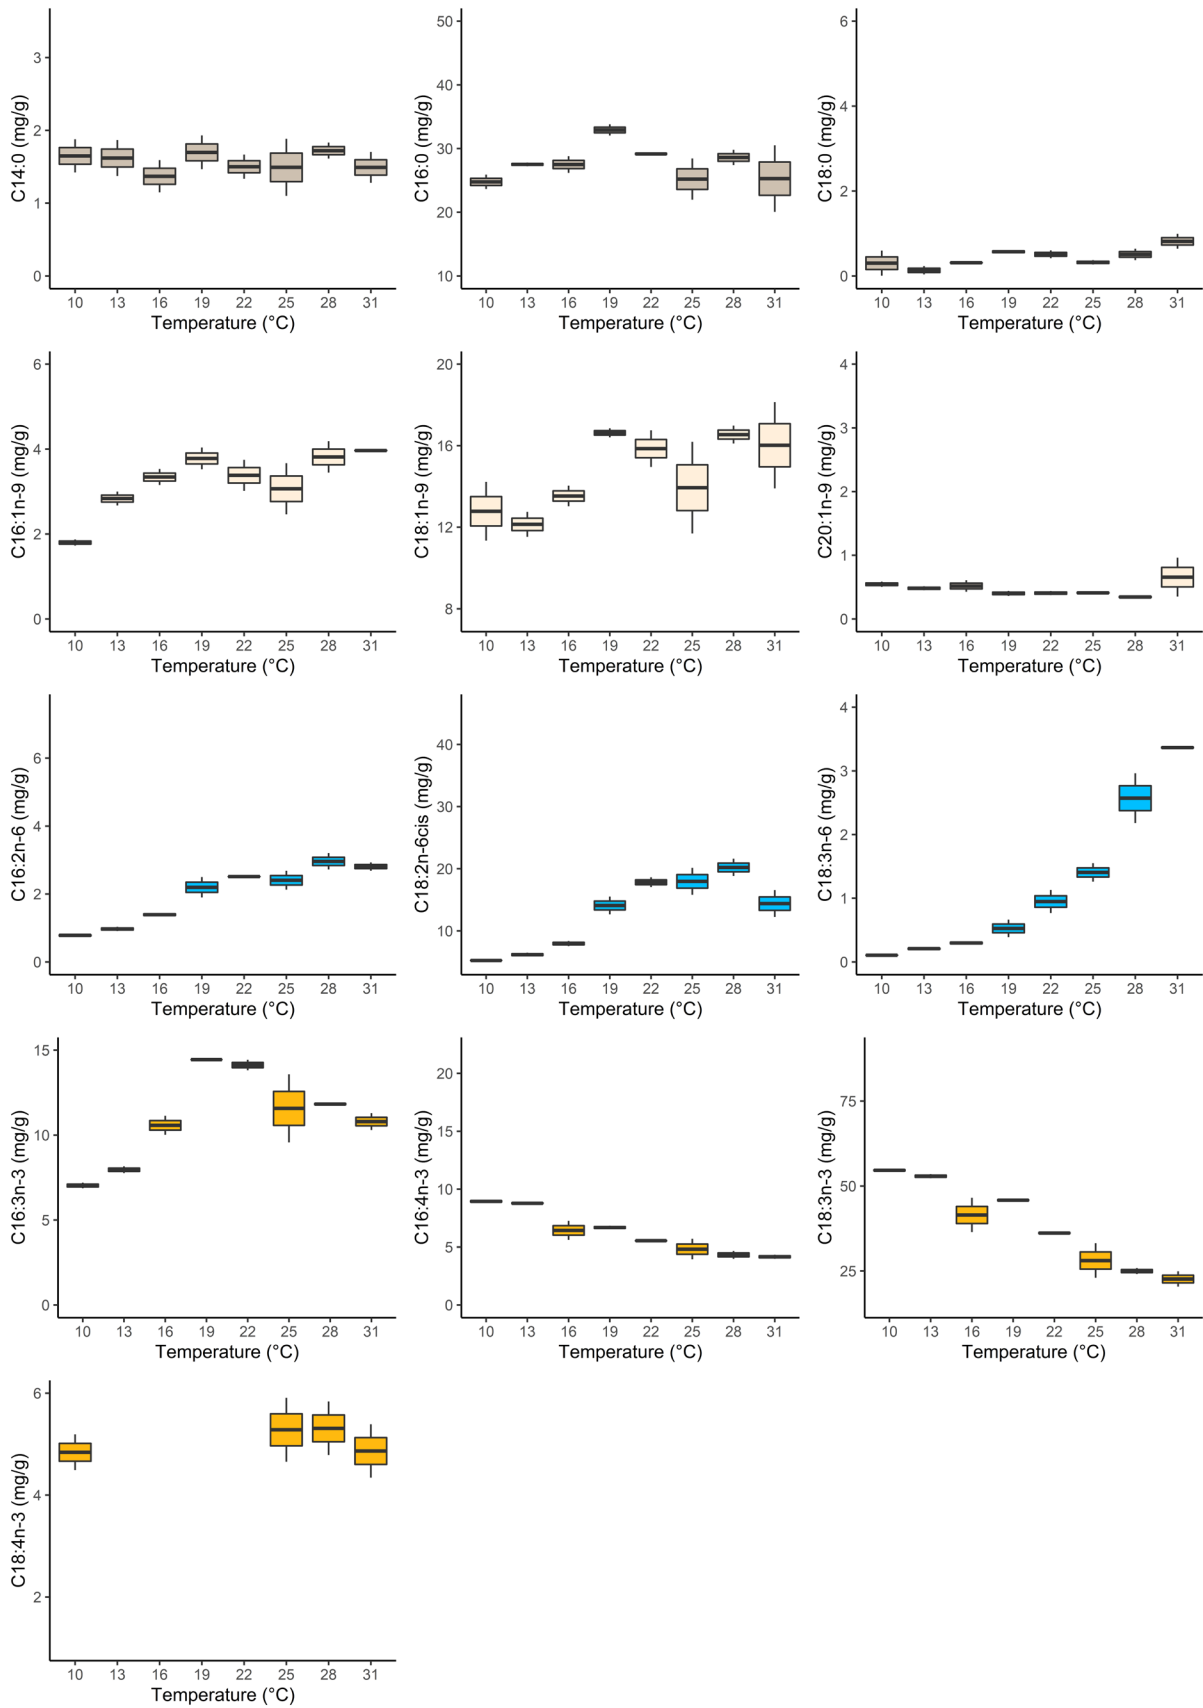 C14:0 (mg/g)
3
2
1
0
10 13 16 19 22 25 28 31
Temperature (°C)
C16:0 (mg/g)
50
40
30
20
10
10 13 16 19 22 25 28 31
Temperature (°C)
C18:0 (mg/g)
6
4
2
0
10 13 16 19 22 25 28 31
Temperature (°C)
C16:1n-9 (mg/g)
6
4
2
0
10 13 16 19 22 25 28 31
Temperature (°C)
C18:1n-9 (mg/g)
20
16
12
8
10 13 16 19 22 25 28 31
Temperature (°C)
C20:1n-9 (mg/g)
4
3
2
1
0
10 13 16 19 22 25 28 31
Temperature (°C)
C16:2n-6 (mg/g)
6
4
2
0
10 13 16 19 22 25 28 31
Temperature (°C)
C18:2n-6cis (mg/g)
40
30
20
10
10 13 16 19 22 25 28 31
Temperature (°C)
C18:3n-6 (mg/g)
4
3
2
1
0
10 13 16 19 22 25 28 31
Temperature (°C)
C16:3n-3 (mg/g)
15
10
5
0
10 13 16 19 22 25 28 31
Temperature (°C)
C16:4n-3 (mg/g)
20
15
10
5
0
10 13 16 19 22 25 28 31
Temperature (°C)
C18:3n-3 (mg/g)
75
50
25
10 13 16 19 22 25 28 31
Temperature (°C)
C18:4n-3 (mg/g)
6
4
2
10 13 16 19 22 25 28 31
Temperature (°C)